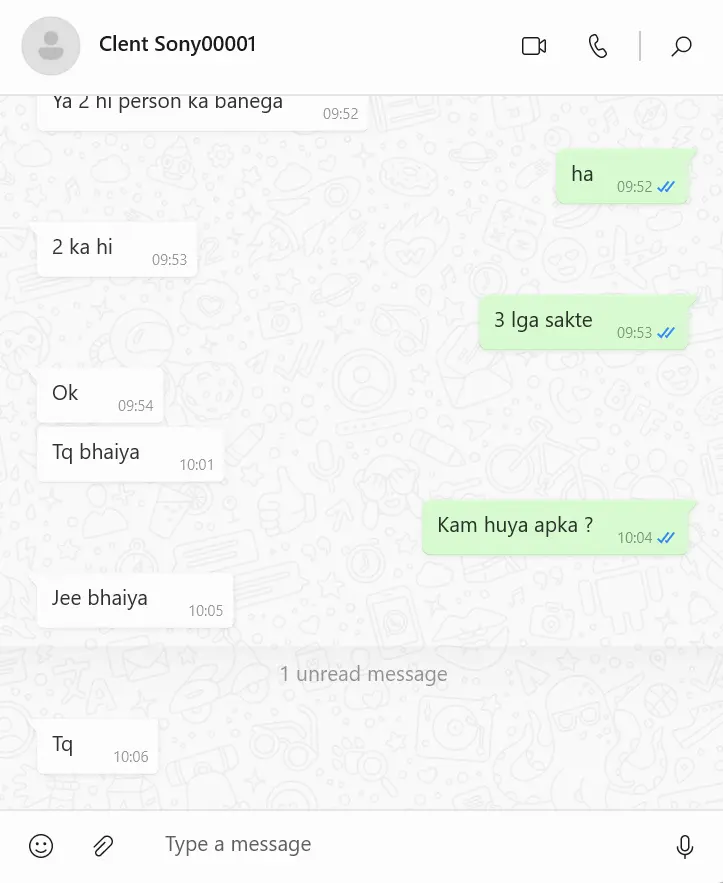 Clent Sony00001
Ya 2 hi person ka banega
09:52
ha
09:52
2 ka hi
09:53
3 lga sakte
09:53
Ok
09:54
Tq bhaiya
10:01
Kam huya apka ?
10:04
Jee bhaiya
10:05
1 unread message
Tq
10:06
Type a message